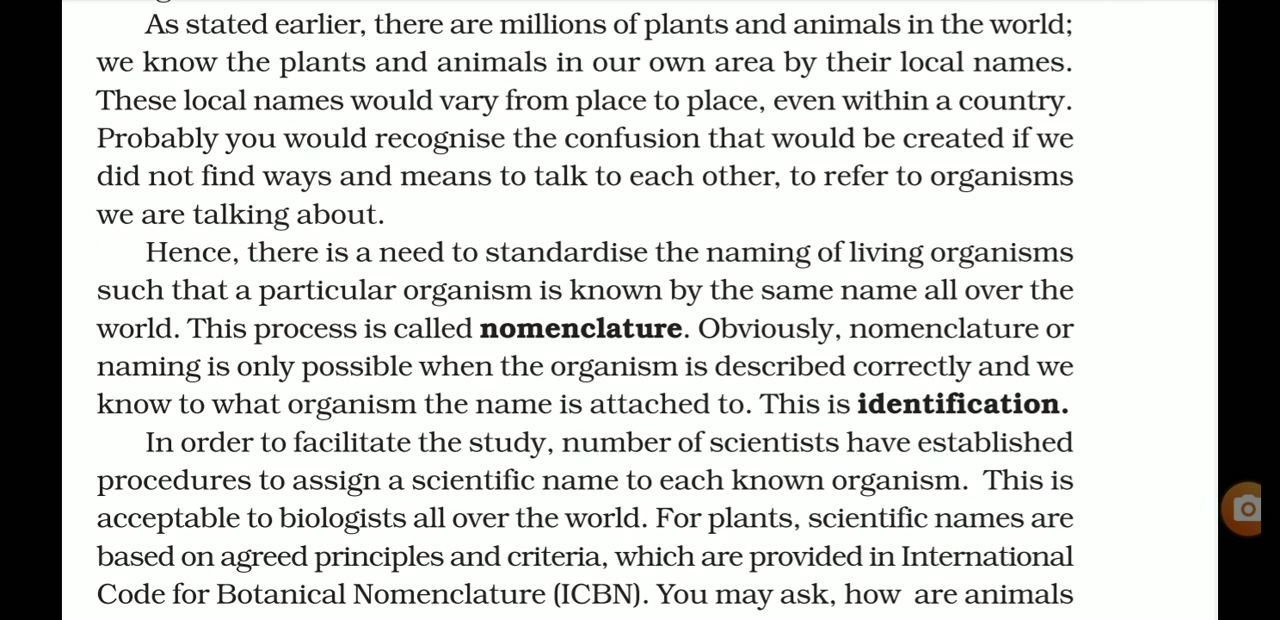 As stated earlier, there are millions of plants and animals in the world;
we know the plants and animals in our own area by their local names.
These local names would vary from place to place, even within a country.
Probably you would recognise the confusion that would be created if we
did not find ways and means to talk to each other, to refer to organisms
we are talking about.
Hence, there is a need to standardise the naming of living organisms
such that a particular organism is known by the same name all over the
world. This process is called nomenclature. Obviously, nomenclature or
naming is only possible when the organism is described correctly and we
know to what organism the name is attached to. This is identification.
In order to facilitate the study, number of scientists have established
procedures to assign a scientific name to each known organism. This is
acceptable to biologists all over the world. For plants, scientific names are
based on agreed principles and criteria, which are provided in International
Code for Botanical Nomenclature (ICBN). You may ask, how are animals